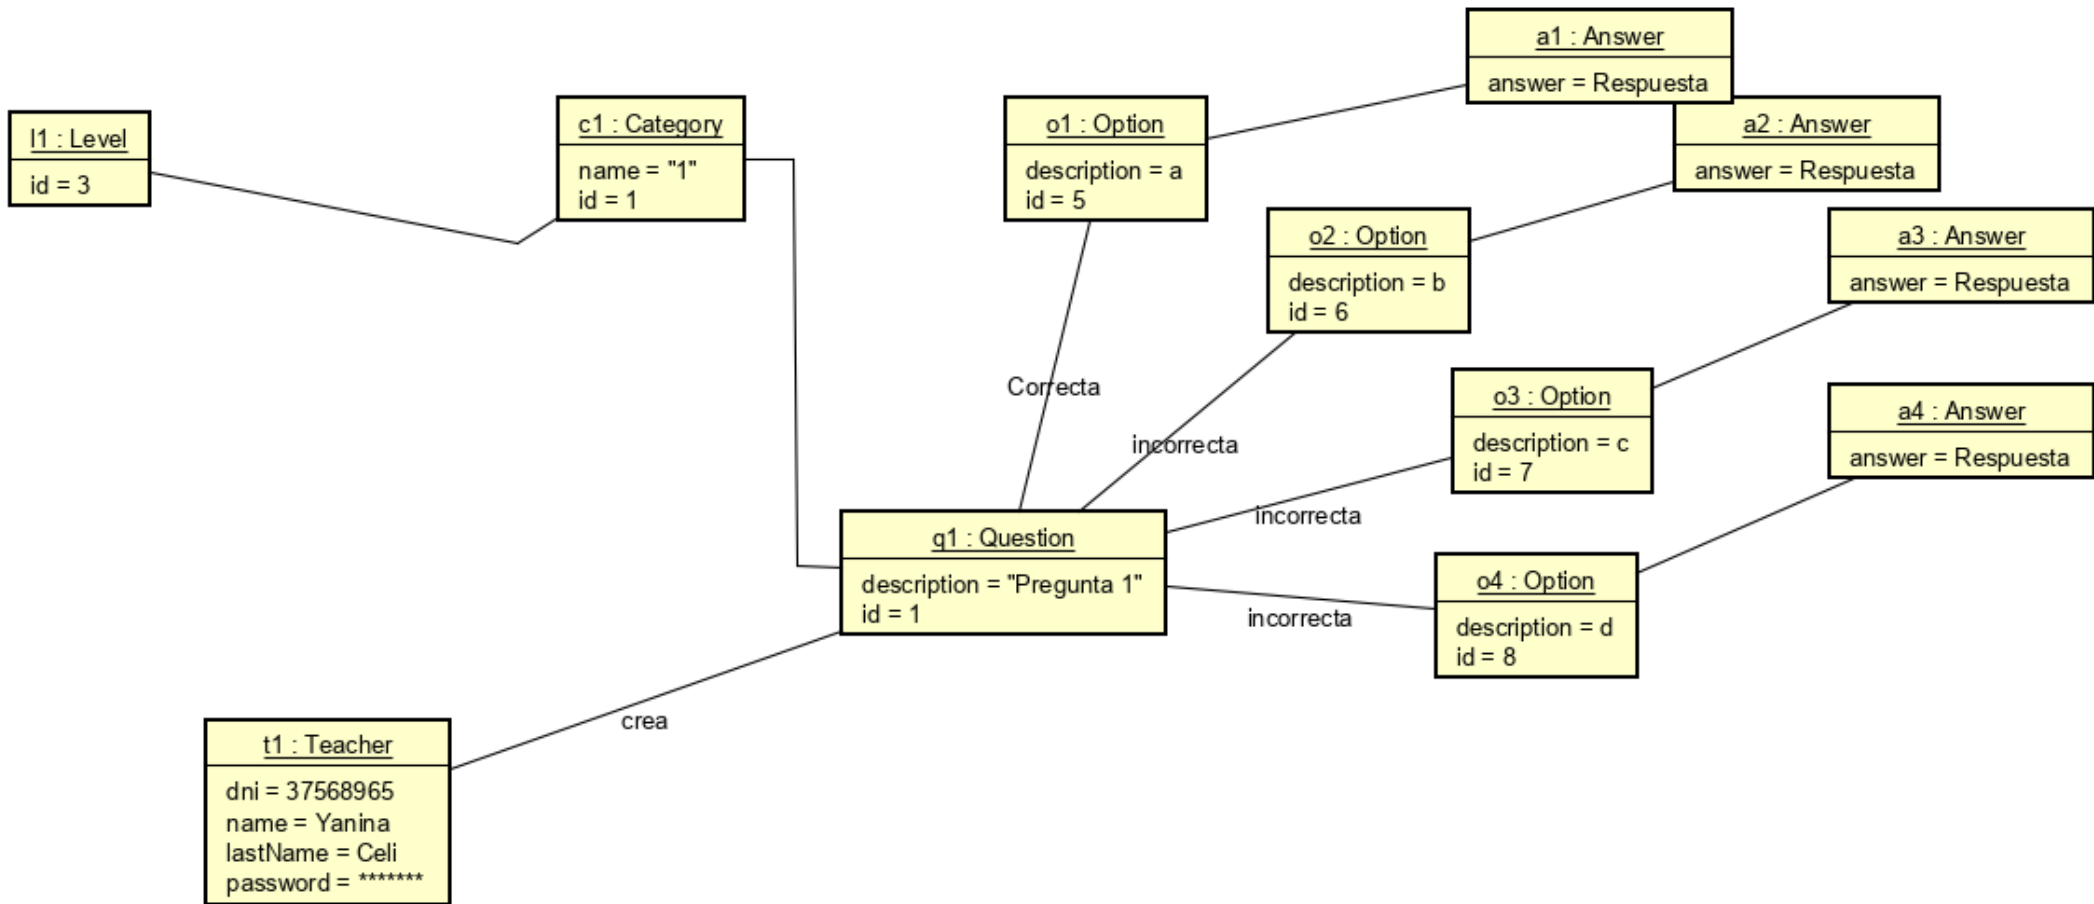 l1 : Level
id = 3
c1 : Category
name = "1"
id = 1
o1 : Option
description = a
id = 5
a1 : Answer
answer = Respuesta
a2 : Answer
answer = Respuesta
o2 : Option
description = b
id = 6
a3 : Answer
answer = Respuesta
o3 : Option
description = c
id = 7
a4 : Answer
answer = Respuesta
Correcta
incorrecta
incorrecta
incorrecta
q1 : Question
description = "Pregunta 1"
id = 1
o4 : Option
description = d
id = 8
crea
t1 : Teacher
dni = 37568965
name = Yanina
lastName = Celi
password = *******